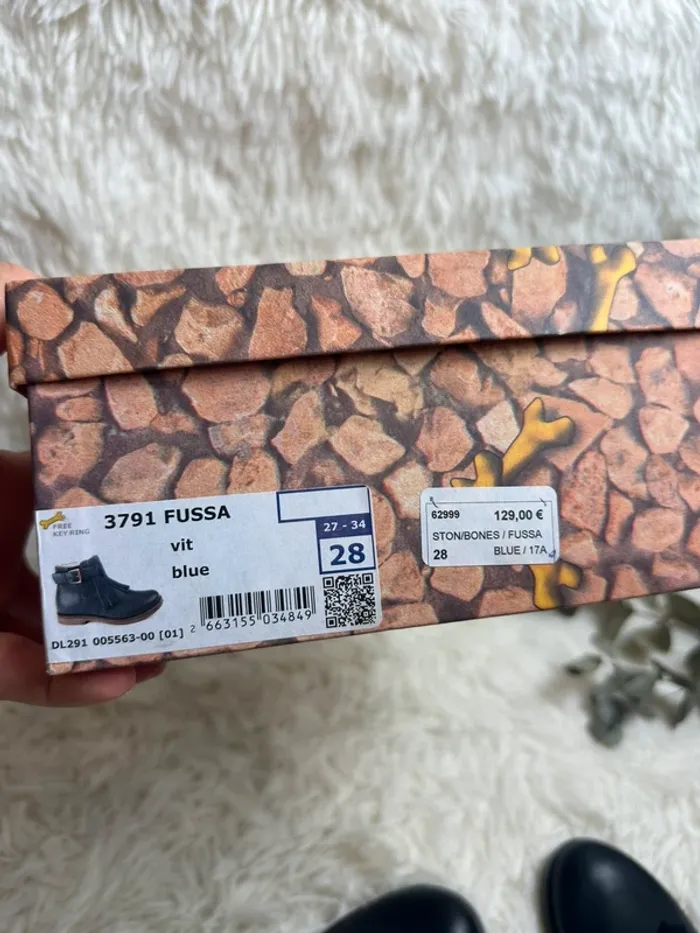 FREE
KEY RING
3791 FUSSA
vit
blue
27 - 34
28
DL291 005563-00 [01]
2 663155 034849
62999 129,00 €
STON/BONES / FUSSA
28 BLUE / 17A